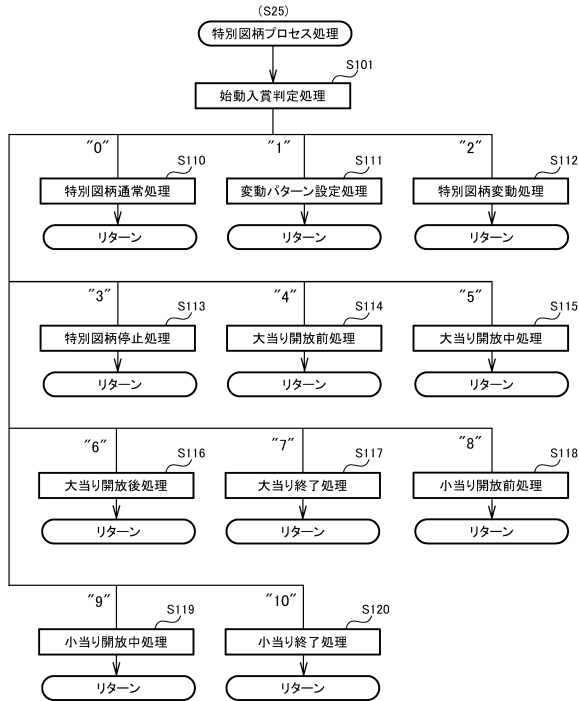 (S25)
特別図柄プロセス処理
S101
始動入賞判定処理
"0" "1" "2"
S110 S111 S112
特別図柄通常処理 変動パターン設定処理 特別図柄変動処理
リターン リターン リターン
"3" "4" "5"
S113 S114 S115
特別図柄停止処理 大当り開放前処理 大当り開放中処理
リターン リターン リターン
"6" "7" "8"
S116 S117 S118
大当り開放後処理 大当り終了処理 小当り開放前処理
リターン リターン リターン
"9" "10"
S119 S120
小当り開放中処理 小当り終了処理
リターン リターン